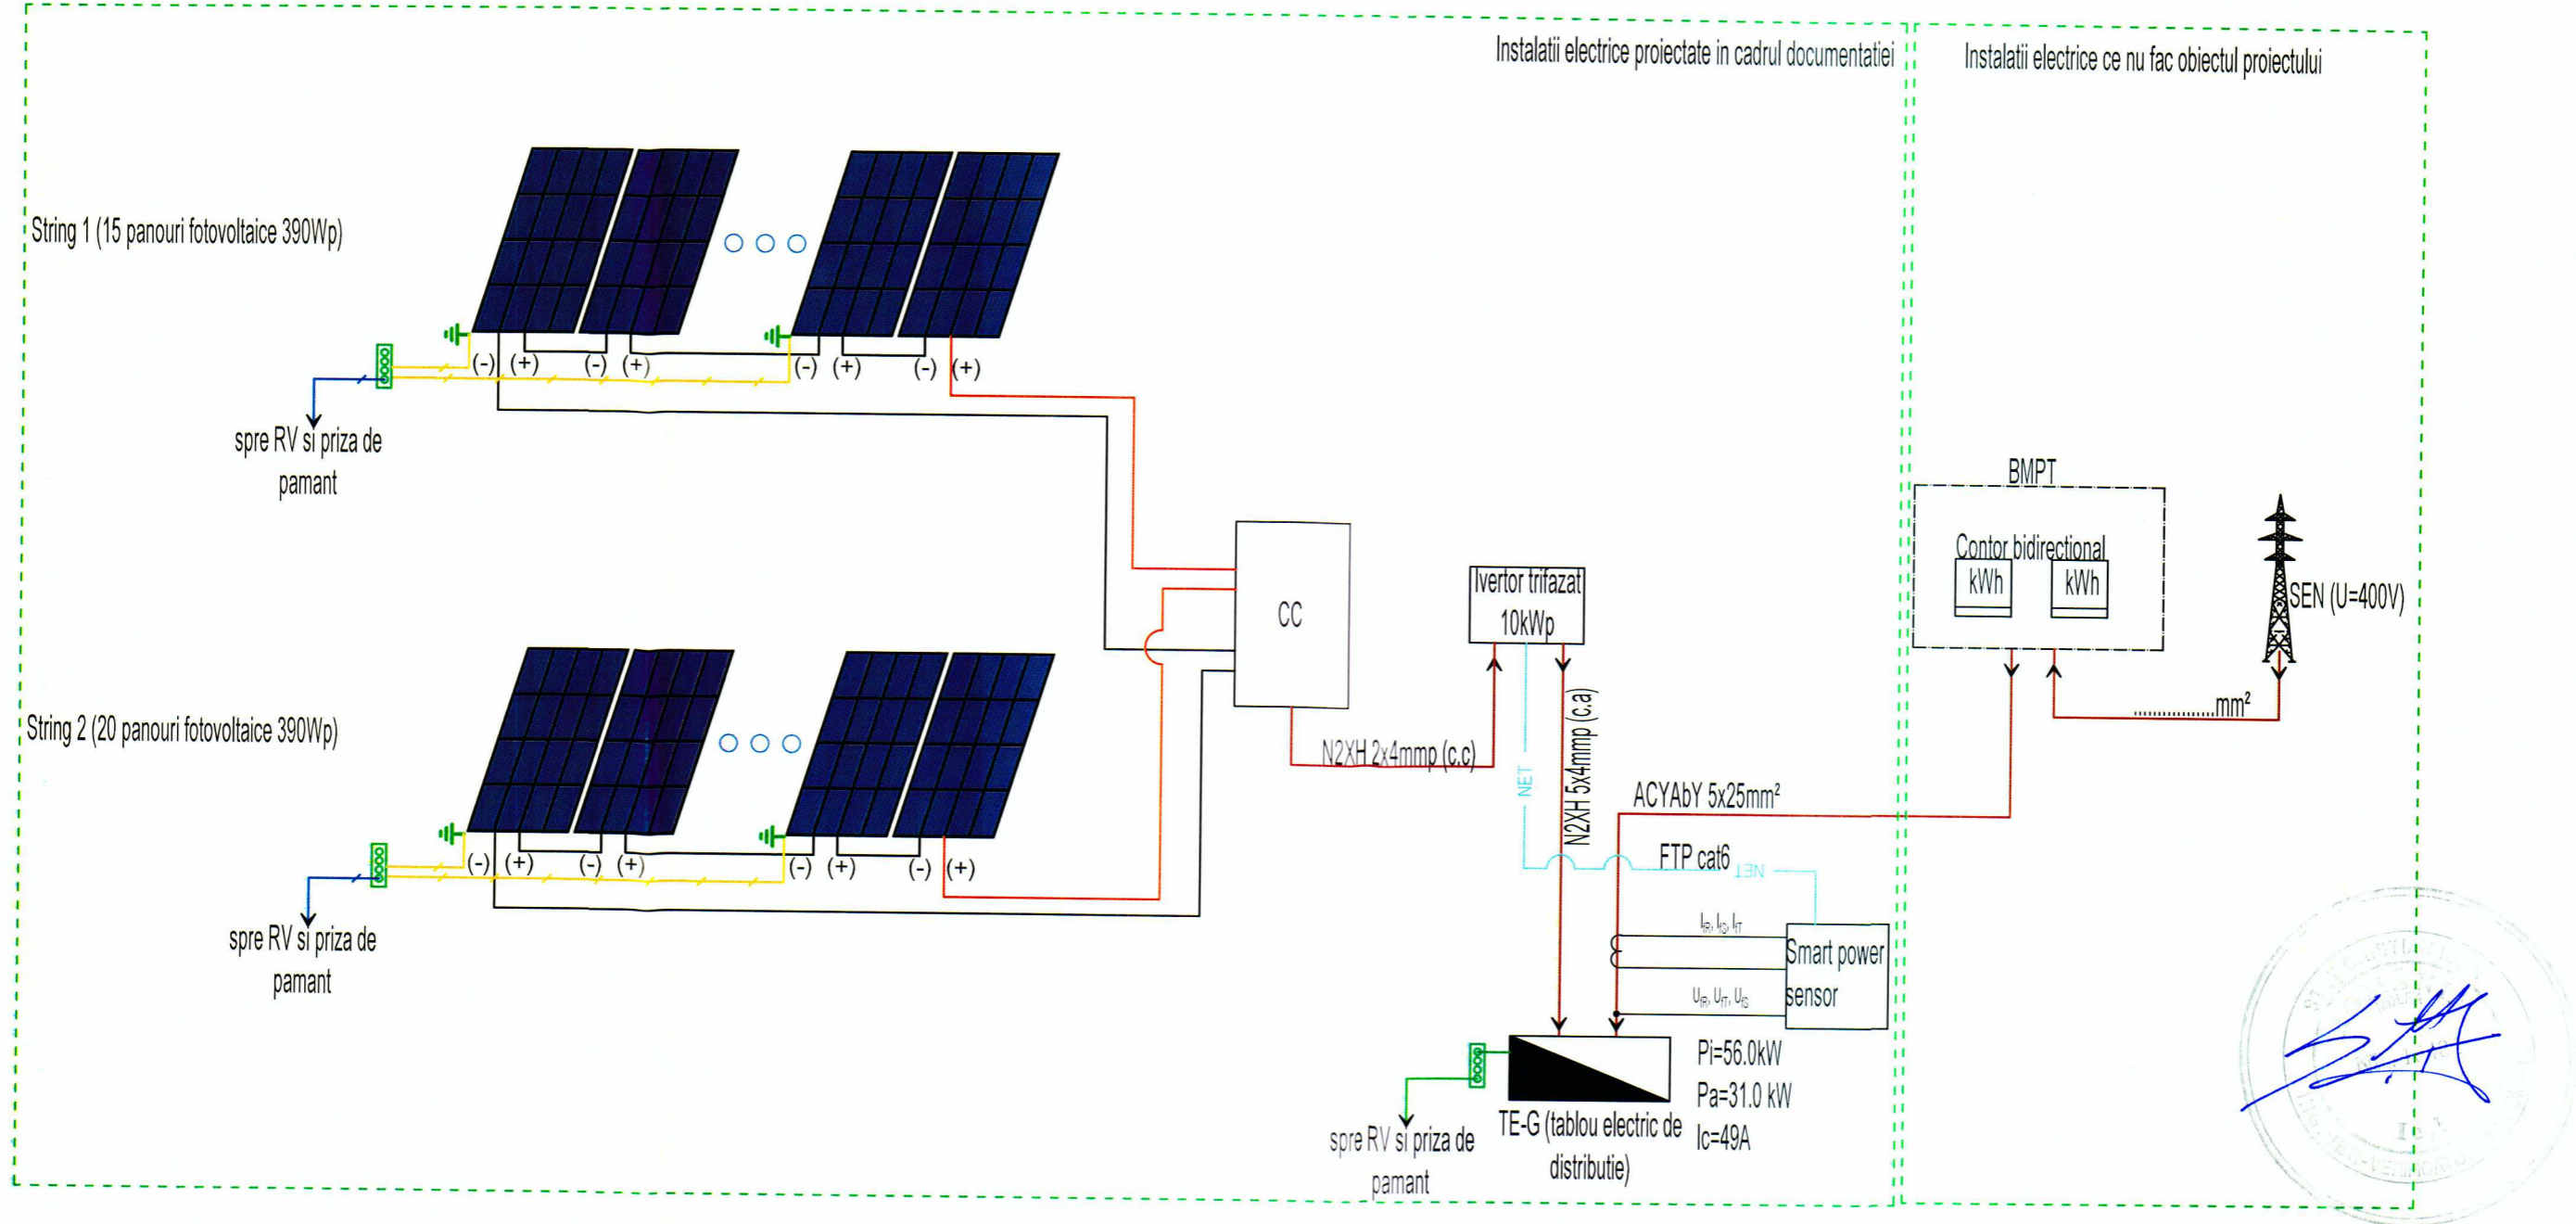 Instalatii electrice proiectate in cadrul documentatiei
Instalatii electrice ce nu fac obiectul proiectului
String 1 (15 panouri fotovoltaice 390Wp)
(-) (+) (-) (+) (-) (+) (-) (+)
spre RV si priza de
pamant
BMPT
Contor bidirectional
kWh kWh
SEN (U=400V)
CC
Ivertor trifazat
10kWp
...............mm²
String 2 (20 panouri fotovoltaice 390Wp)
N2XH 2x4mmp (c.c)
NET
N2XH 5x4mmp (c.a)
ACYAbY 5x25mm²
FTP cat6
NET
(-) (+) (-) (+) (-) (+) (-) (+)
spre RV si priza de
pamant
Smart power
sensor
Pi=56.0kW
Pa=31.0 kW
Ic=49A
TE-G (tablou electric de
distributie)
spre RV si priza de
pamant